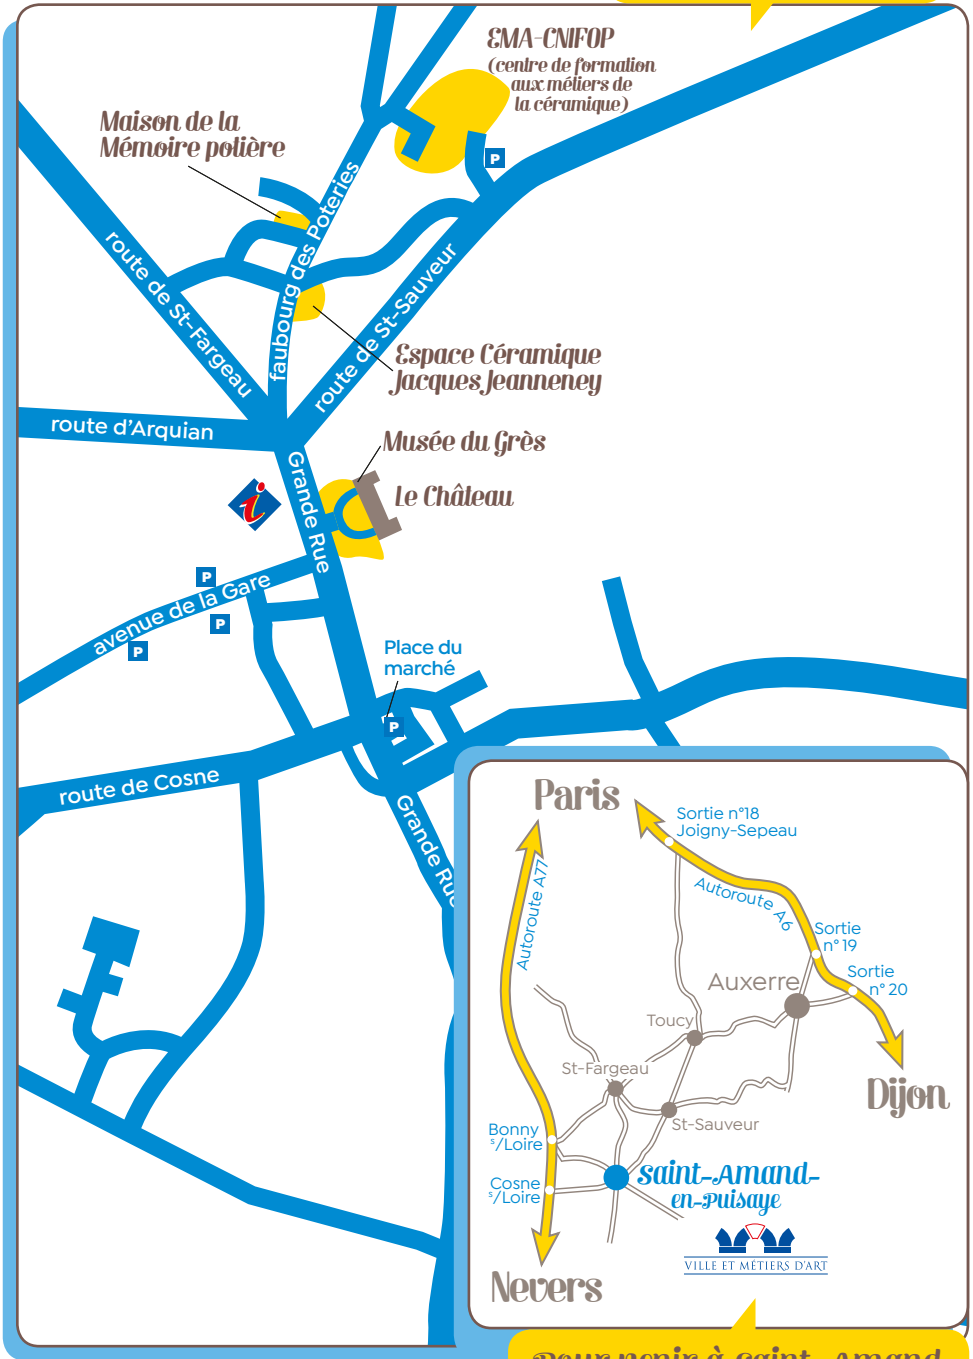 EMA-CNIFOP
(centre de formation
aux métiers de
la céramique)
Maison de la
Mémoire potière
P
faubourg des Poteries
route de St-Fargeau
route de St-Sauveur
Espace Céramique
Jacques Jeanneney
route d'Arquian
Musée du Grès
Le Château
Grande Rue
i
P
avenue de la Gare
P
P
Place du
marché
P
route de Cosne
Grande Rue
Paris
Sortie n°18
Joigny-Sepeau
Autoroute A77
Autoroute A6
Sortie
n° 19
Sortie
n° 20
Auxerre
Toucy
St-Fargeau
Dijon
St-Sauveur
Bonny
s/Loire
Cosne
s/Loire
Saint-Amand-
en-Puisaye
VILLE ET MÉTIERS D'ART
Nevers
Pour venir à Saint-Amand